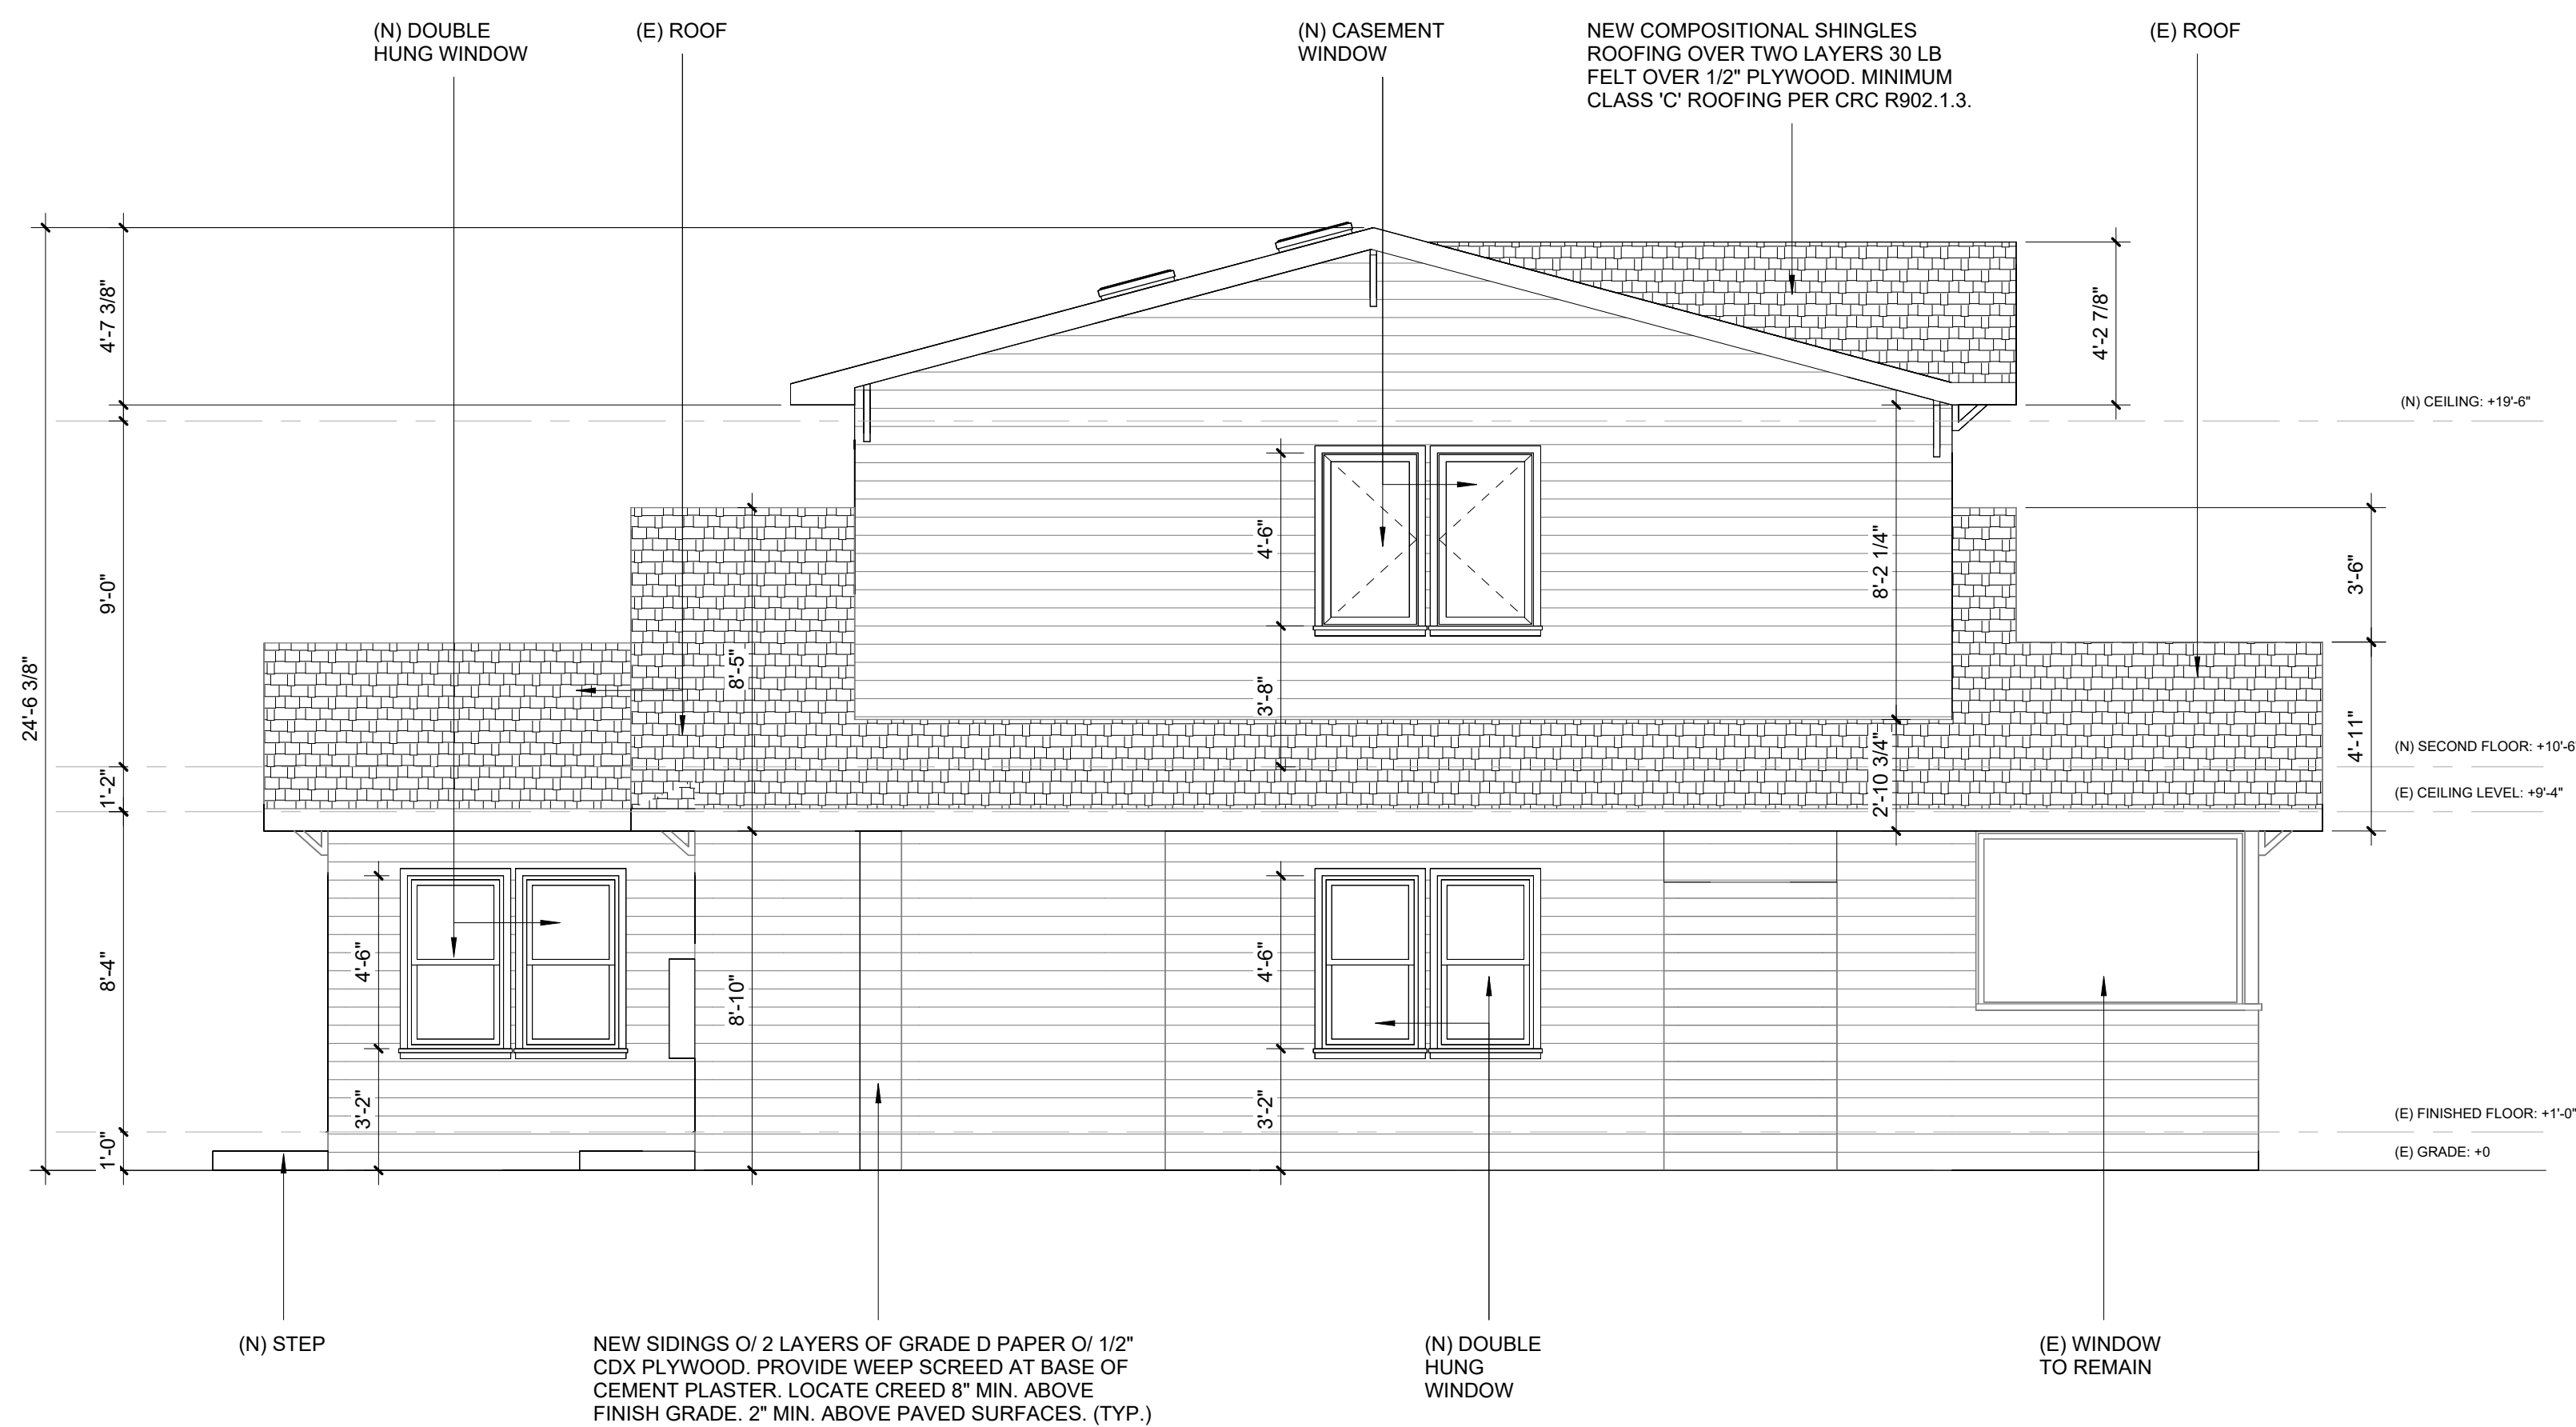 (N) DOUBLE
HUNG WINDOW
(E) ROOF
(N) CASEMENT
WINDOW
NEW COMPOSITIONAL SHINGLES
ROOFING OVER TWO LAYERS 30 LB
FELT OVER 1/2" PLYWOOD. MINIMUM
CLASS 'C' ROOFING PER CRC R902.1.3.
(E) ROOF
24'-6 3/8"
4'-7 3/8"
9'-0"
1'-2"
8'-4"
1'-0"
4'-6"
3'-2"
8'-5"
8'-10"
4'-6"
3'-8"
4'-6"
3'-2"
8'-2 1/4"
2'-10 3/4"
4'-2 7/8"
3'-6"
4'-11"
(N) CEILING: +19'-6"
(N) SECOND FLOOR: +10'-6
(E) CEILING LEVEL: +9'-4"
(E) FINISHED FLOOR: +1'-0"
(E) GRADE: +0
(N) STEP
NEW SIDINGS O/ 2 LAYERS OF GRADE D PAPER O/ 1/2"
CDX PLYWOOD. PROVIDE WEEP SCREED AT BASE OF
CEMENT PLASTER. LOCATE CREED 8" MIN. ABOVE
FINISH GRADE. 2" MIN. ABOVE PAVED SURFACES. (TYP.)
(N) DOUBLE
HUNG
WINDOW
(E) WINDOW
TO REMAIN